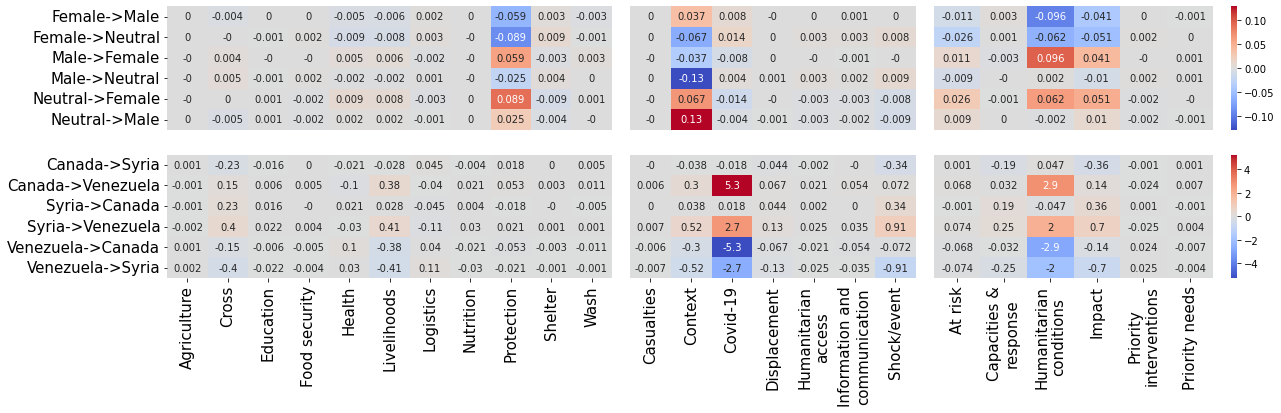 Female->Male 0 -0.004 0 0 -0.005 -0.006 0.002 0 -0.059 0.003 -0.003 0 0.037 0.008 -0 0 0.001 0 -0.011 0.003 -0.096 -0.041 0 -0.001 0.10
Female->Neutral 0 -0 -0.001 0.002 -0.009 -0.008 0.003 -0 -0.089 0.009 -0.001 0 -0.067 0.014 0 0.003 0.003 0.008 -0.026 0.001 -0.062 -0.051 0.002 0 0.05
Male->Female -0 0.004 -0 -0 0.005 0.006 -0.002 -0 0.059 -0.003 0.003 -0 -0.037 -0.008 0 -0 -0.001 -0 0.011 -0.003 0.096 0.041 -0 0.001 0.00
Male->Neutral 0 0.005 -0.001 0.002 -0.002 -0.002 0.001 -0 -0.025 0.004 0 0 -0.13 0.004 0.001 0.003 0.002 0.009 -0.009 -0 0.002 -0.01 0.002 0.001
Neutral->Female -0 0 0.001 -0.002 0.009 0.008 -0.003 0 0.089 -0.009 0.001 -0 0.067 -0.014 -0 -0.003 -0.003 -0.008 0.026 -0.001 0.062 0.051 -0.002 -0 −0.05
Neutral->Male 0 -0.005 0.001 -0.002 0.002 0.002 -0.001 0 0.025 -0.004 -0 -0 0.13 -0.004 -0.001 -0.003 -0.002 -0.009 0.009 0 -0.002 0.01 -0.002 -0.001 −0.10
Canada->Syria 0.001 -0.23 -0.016 0 -0.021 -0.028 0.045 -0.004 0.018 0 0.005 -0 -0.038 -0.018 -0.044 -0.002 -0 -0.34 0.001 -0.19 0.047 -0.36 -0.001 0.001 4
Canada->Venezuela -0.001 0.15 0.006 0.005 -0.1 0.38 -0.04 0.021 0.053 0.003 0.011 0.006 0.3 5.3 0.067 0.021 0.054 0.072 0.068 0.032 2.9 0.14 -0.024 0.007 2
Syria->Canada -0.001 0.23 0.016 -0 0.021 0.028 -0.045 0.004 -0.018 -0 -0.005 0 0.038 0.018 0.044 0.002 0 0.34 -0.001 0.19 -0.047 0.36 0.001 -0.001 0
Syria->Venezuela -0.002 0.4 0.022 0.004 -0.03 0.41 -0.11 0.03 0.021 0.001 0.001 0.007 0.52 2.7 0.13 0.025 0.035 0.91 0.074 0.25 2 0.7 -0.025 0.004 −2
Venezuela->Canada 0.001 -0.15 -0.006 -0.005 0.1 -0.38 0.04 -0.021 -0.053 -0.003 -0.011 -0.006 -0.3 -5.3 -0.067 -0.021 -0.054 -0.072 -0.068 -0.032 -2.9 -0.14 0.024 -0.007 −4
Venezuela->Syria 0.002 -0.4 -0.022 -0.004 0.03 -0.41 0.11 -0.03 -0.021 -0.001 -0.001 -0.007 -0.52 -2.7 -0.13 -0.025 -0.035 -0.91 -0.074 -0.25 -2 -0.7 0.025 -0.004
Agriculture
Cross
Education
Food security
Health
Livelihoods
Logistics
Nutrition
Protection
Shelter
Wash
Casualties
Context
Covid-19
Displacement
Humanitarian
access
Information and
communication
Shock/event
At risk
Capacities &
response
Humanitarian
conditions
Impact
Priority
interventions
Priority needs